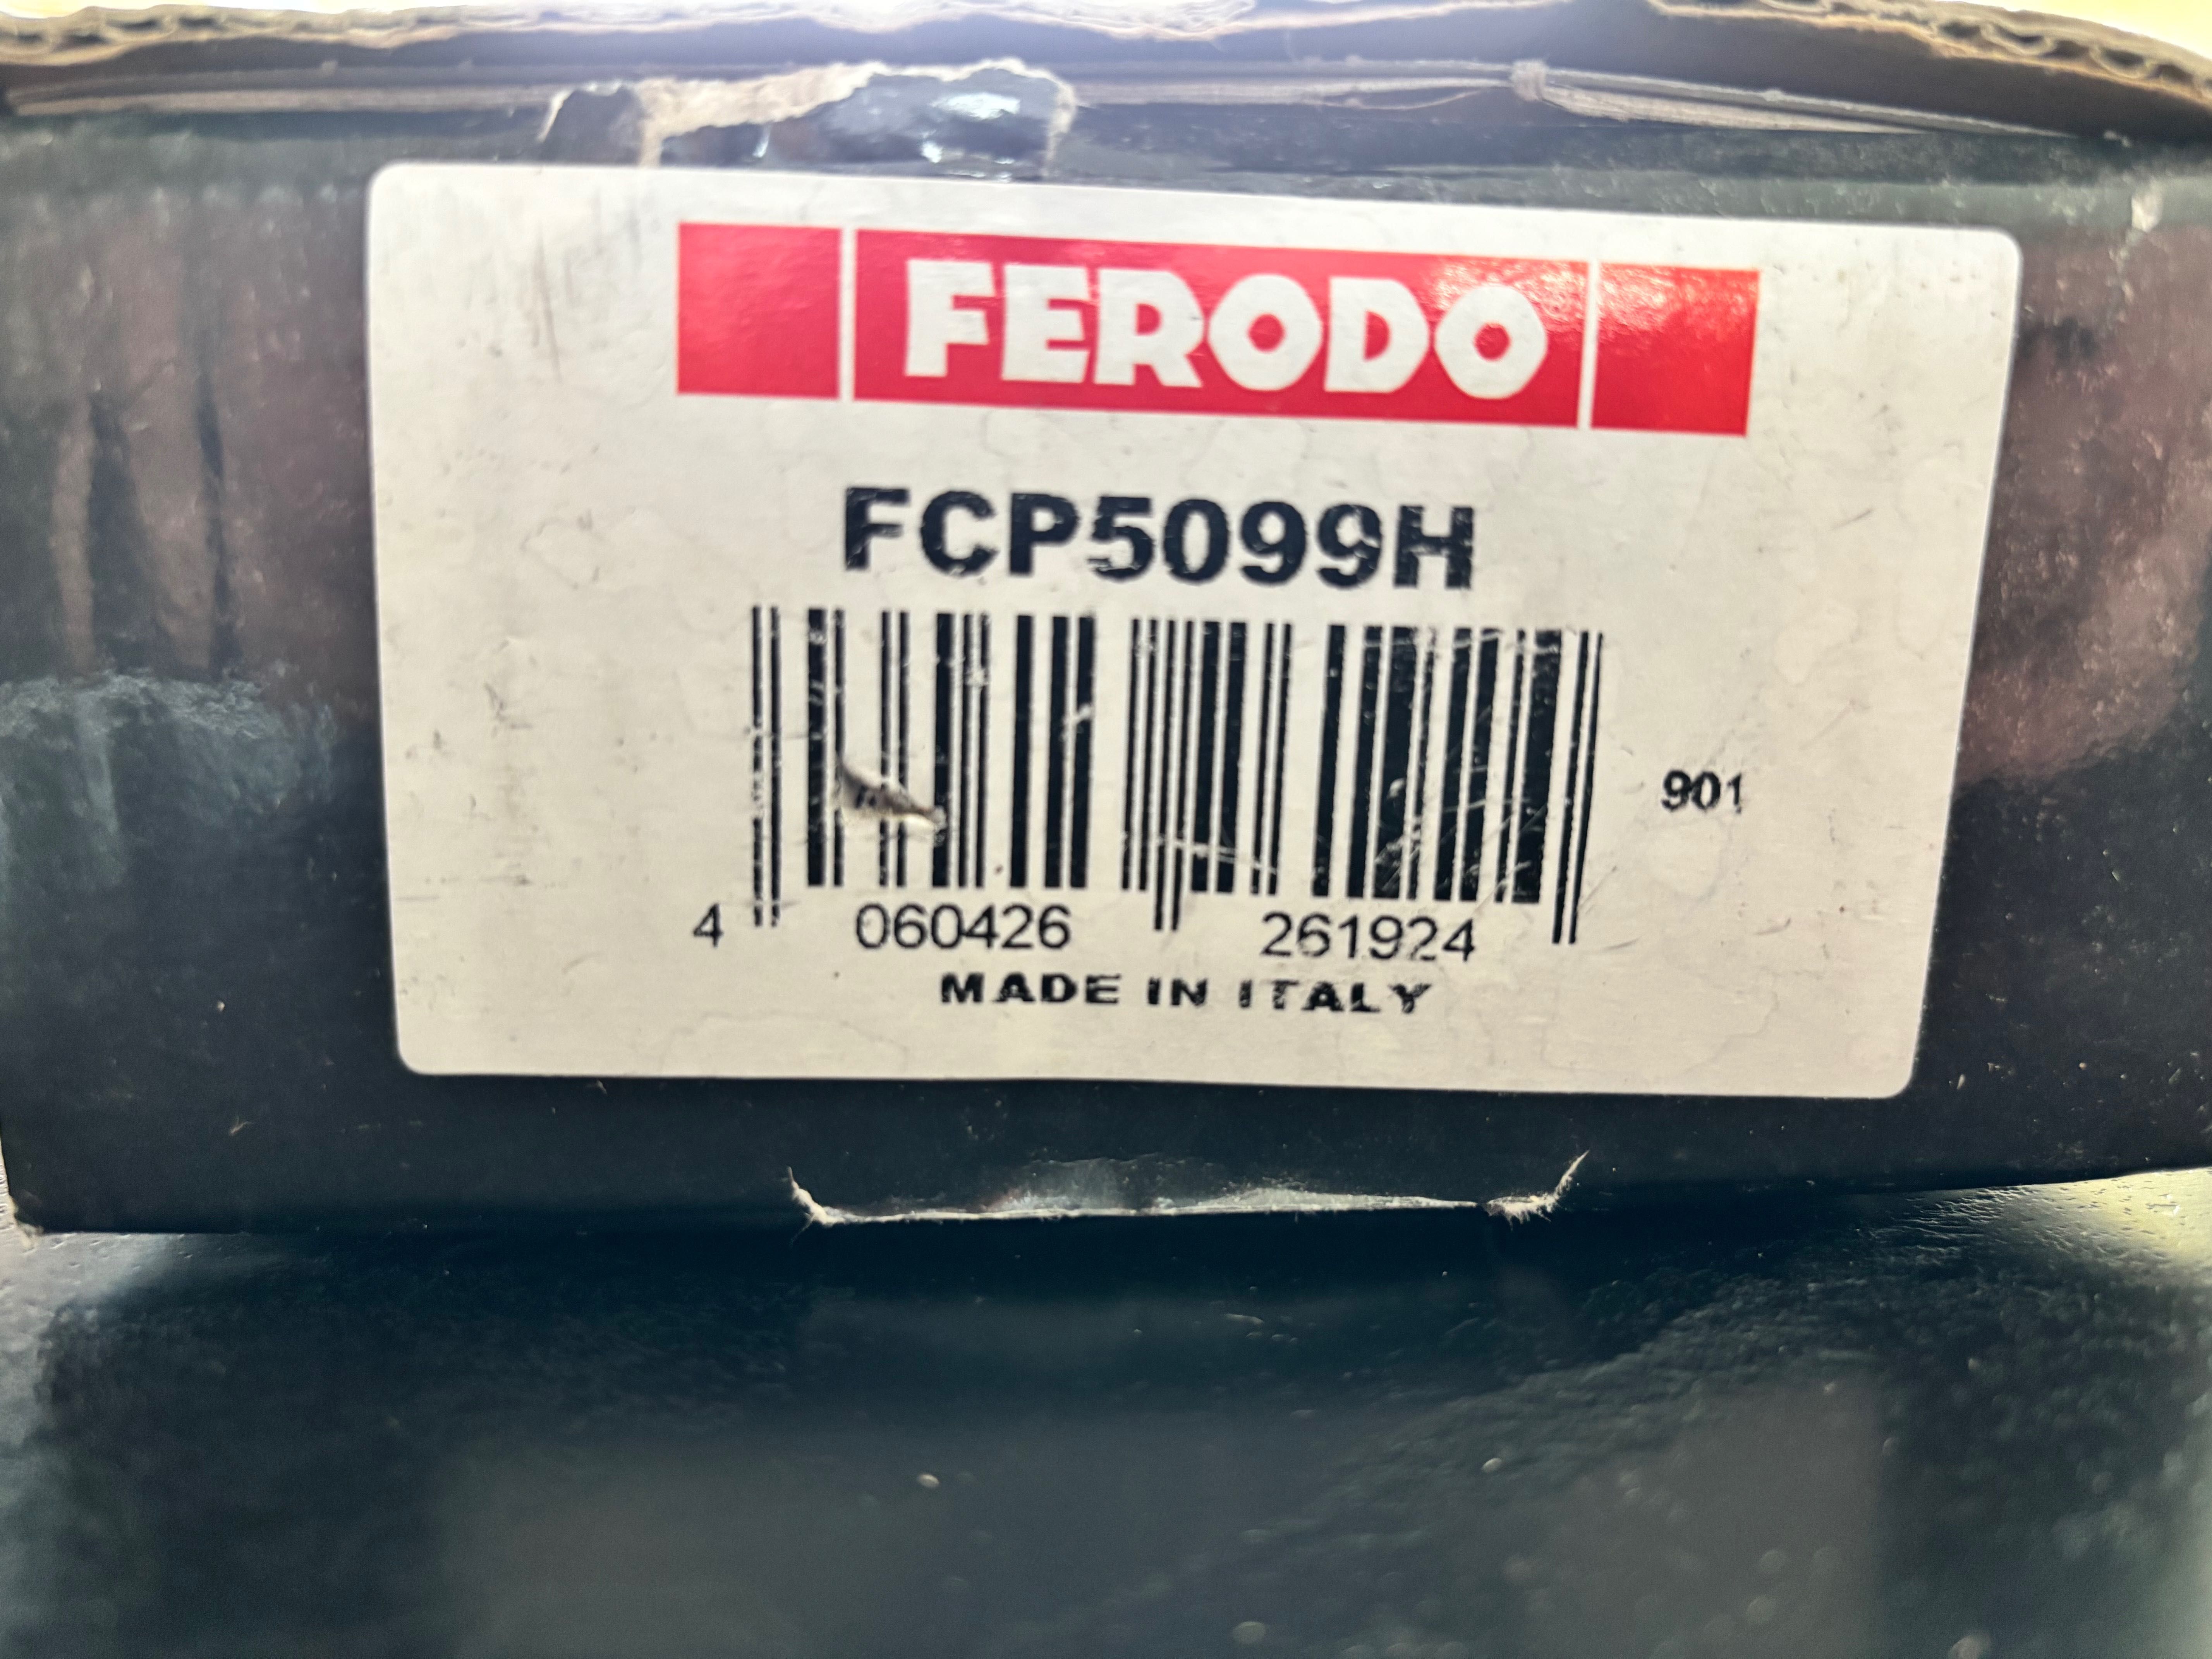 FERODO
FCP5099H
901
4 060426 261924
MADE IN ITALY